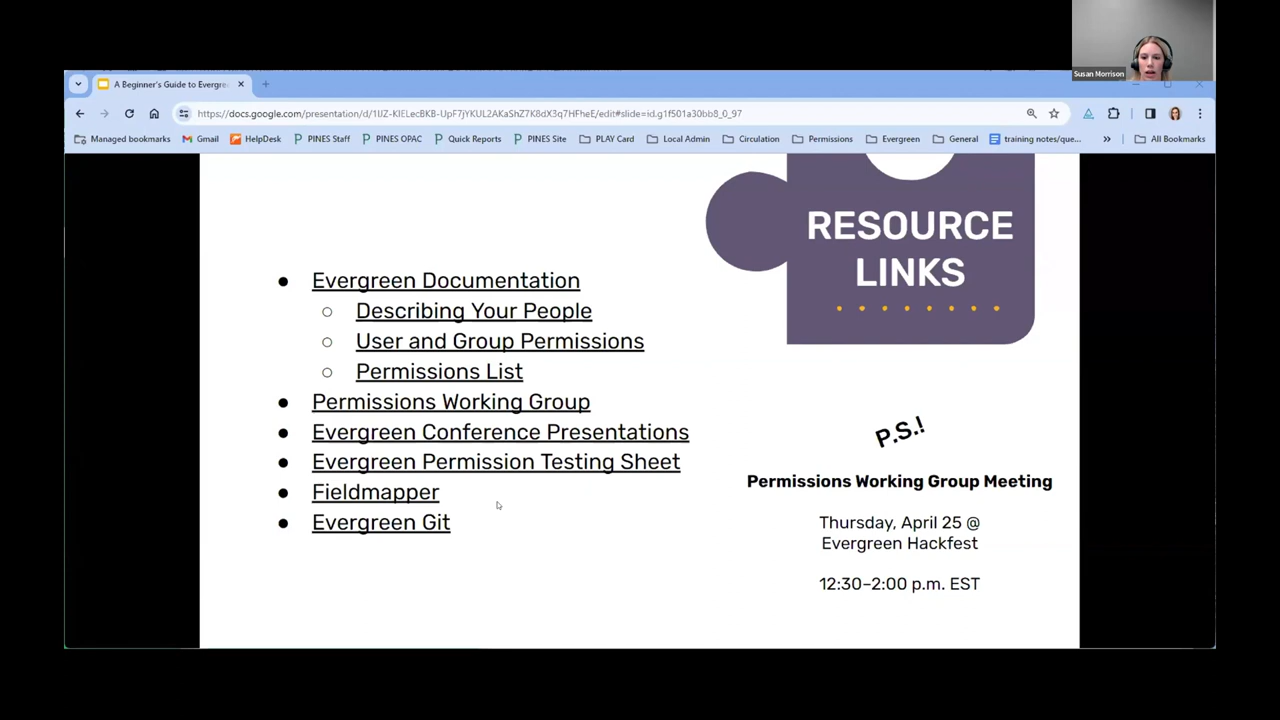 Susan Morrison
A Beginner's Guide to Evergre
https://docs.google.com/presentation/d/1UZ-KlELecBKB-UpF7jYKUL2AKaShZ7K8dX3q7HFheE/edit#slide=id.g1f501a30bb8_0_97
Managed bookmarks Gmail HelpDesk PINES Staff PINES OPAC Quick Reports PINES Site PLAY Card Local Admin Circulation Permissions Evergreen General training notes/que... » All Bookmarks
RESOURCE
LINKS
● Evergreen Documentation
○ Describing Your People
○ User and Group Permissions
○ Permissions List
● Permissions Working Group
● Evergreen Conference Presentations
● Evergreen Permission Testing Sheet
● Fieldmapper
● Evergreen Git
P.S.!
Permissions Working Group Meeting
Thursday, April 25 @
Evergreen Hackfest
12:30–2:00 p.m. EST